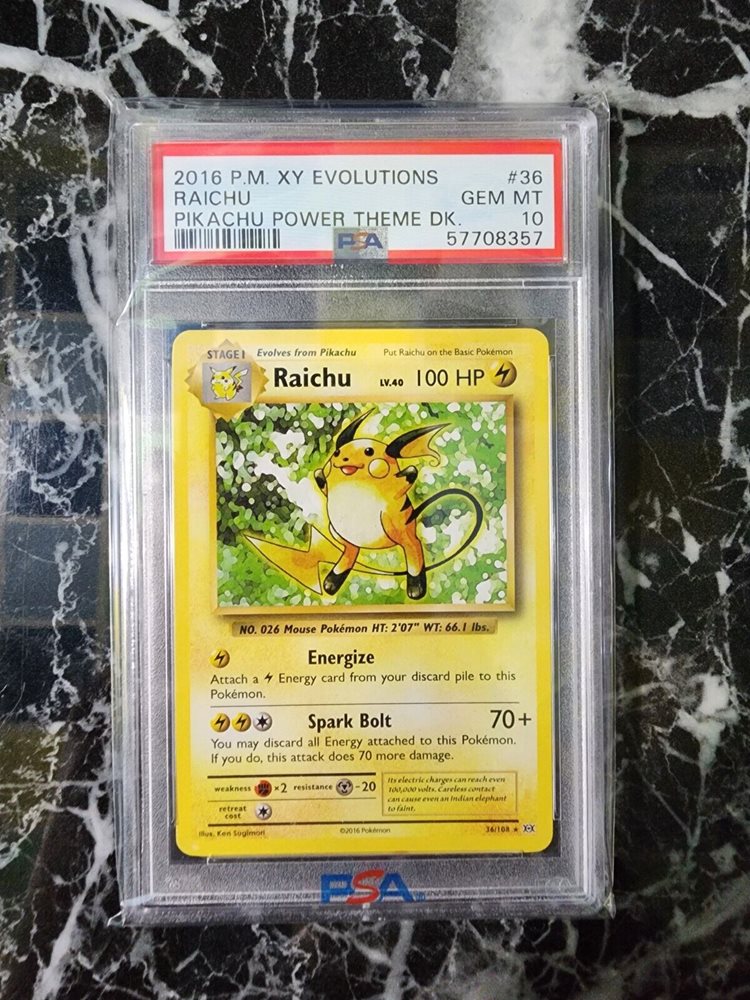 2016 P.M. XY EVOLUTIONS #36
RAICHU GEM MT
PIKACHU POWER THEME DK. 10
PSA 57708357
STAGE 1 Evolves from Pikachu Put Raichu on the Basic Pokémon
Raichu LV.40 100 HP
NO. 026 Mouse Pokémon HT: 2'07" WT: 66.1 lbs.
Energize
Attach a Energy card from your discard pile to this
Pokémon.
Spark Bolt 70+
You may discard all Energy attached to this Pokémon.
If you do, this attack does 70 more damage.
weakness ×2 resistance -20
retreat
cost
Its electric charges can reach even
100,000 volts. Careless contact
can cause even an Indian elephant
to faint.
Illus. Ken Sugimori ©2016 Pokémon 36/108 ★ XY
PSA